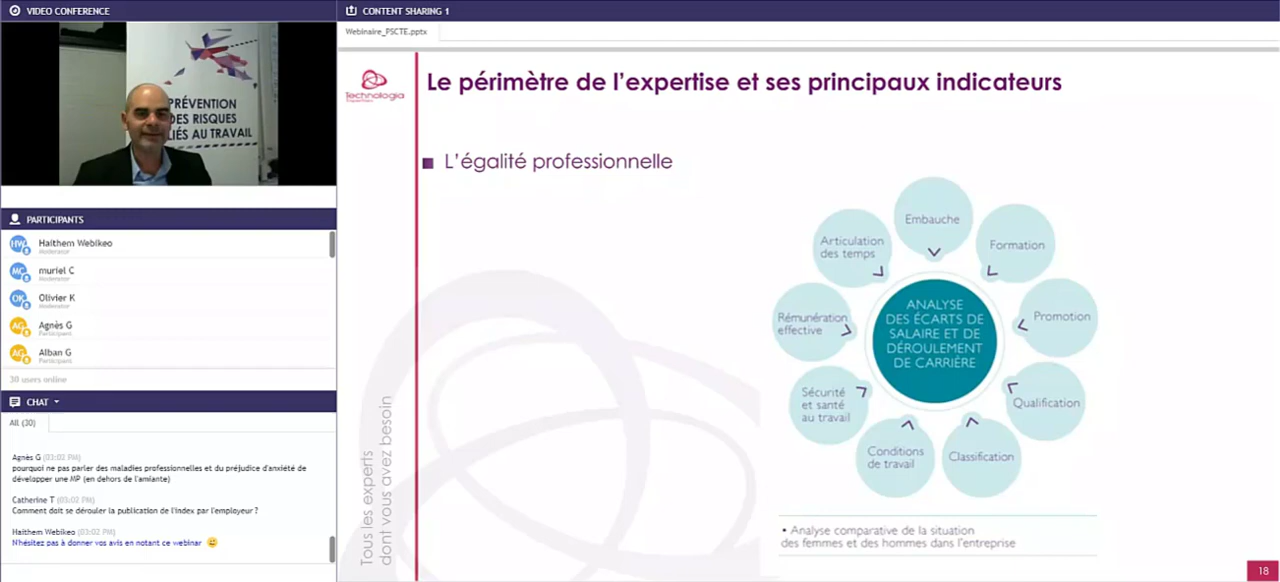 VIDEO CONFERENCE
PRÉVENTION
DES RISQUES
LIÉS AU TRAVAIL
PARTICIPANTS
HW
Haithem Webikeo
Moderator
MC
muriel C
Moderator
OK
Olivier K
Moderator
AG
Agnès G
Participant
AG
Alban G
Participant
30 users online
CHAT
All (30)
Agnès G (03:02 PM)
pourquoi ne pas parler des maladies professionnelles et du préjudice d'anxiété de
développer une MP (en dehors de l'amiante)
Catherine T (03:02 PM)
Comment doit se dérouler la publication de l'index par l'employeur ?
Haithem Webikeo (03:02 PM)
N'hésitez pas à donner vos avis en notant ce webinar
CONTENT SHARING 1
Webinaire_PSCTE.pptx
Technologia
Le périmètre de l'expertise et ses principaux indicateurs
L'égalité professionnelle
Embauche
Formation
Promotion
Qualification
Classification
Conditions
de travail
Sécurité
et santé
au travail
Rémunération
effective
Articulation
des temps
ANALYSE
DES ÉCARTS DE
SALAIRE ET DE
DÉROULEMENT
DE CARRIÈRE
• Analyse comparative de la situation
des femmes et des hommes dans l'entreprise
Tous les experts
dont vous avez besoin
18